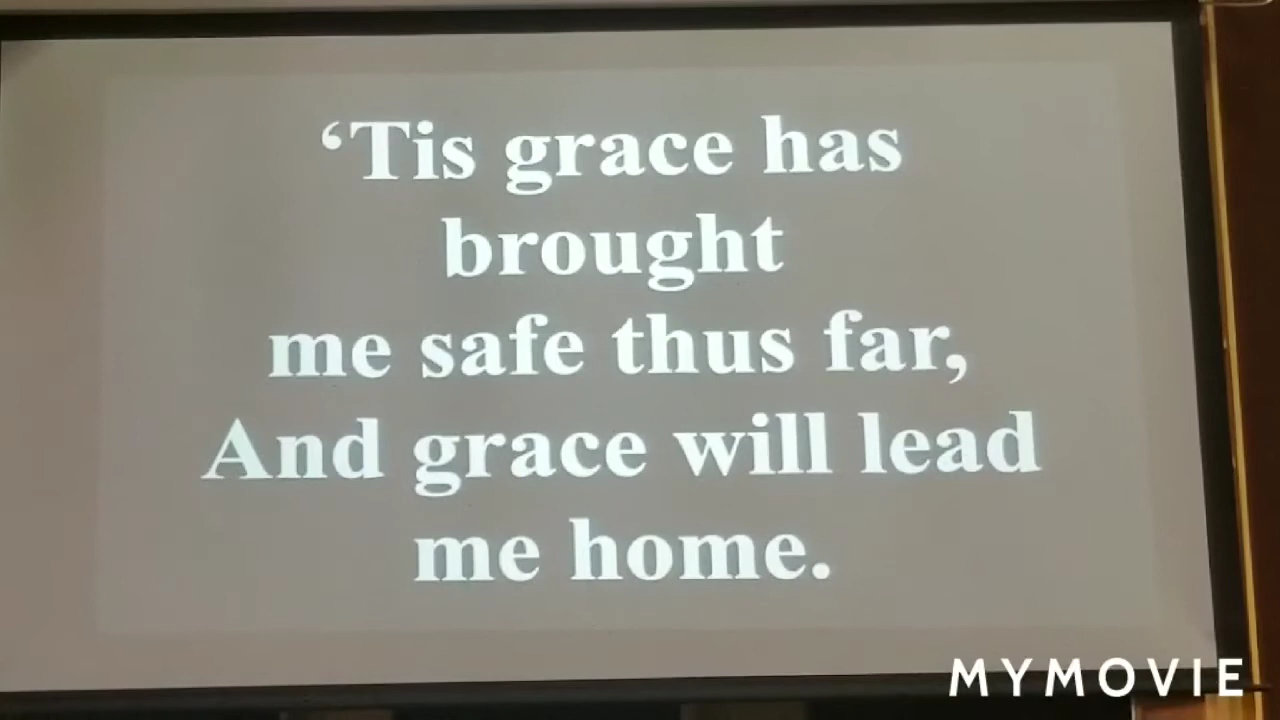 ‘Tis grace has
brought
me safe thus far,
And grace will lead
me home.
MYMOVIE